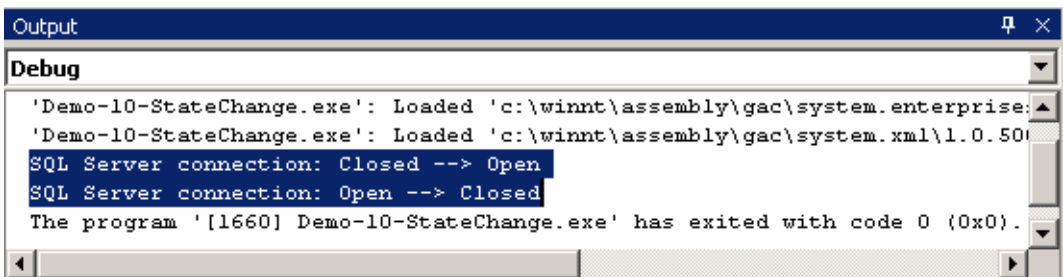 Output
Debug
'Demo-10-StateChange.exe': Loaded 'c:\winnt\assembly\gac\system.enterprise
'Demo-10-StateChange.exe': Loaded 'c:\winnt\assembly\gac\system.xml\1.0.500
SQL Server connection: Closed --> Open
SQL Server connection: Open --> Closed
The program '[1660] Demo-10-StateChange.exe' has exited with code 0 (0x0).